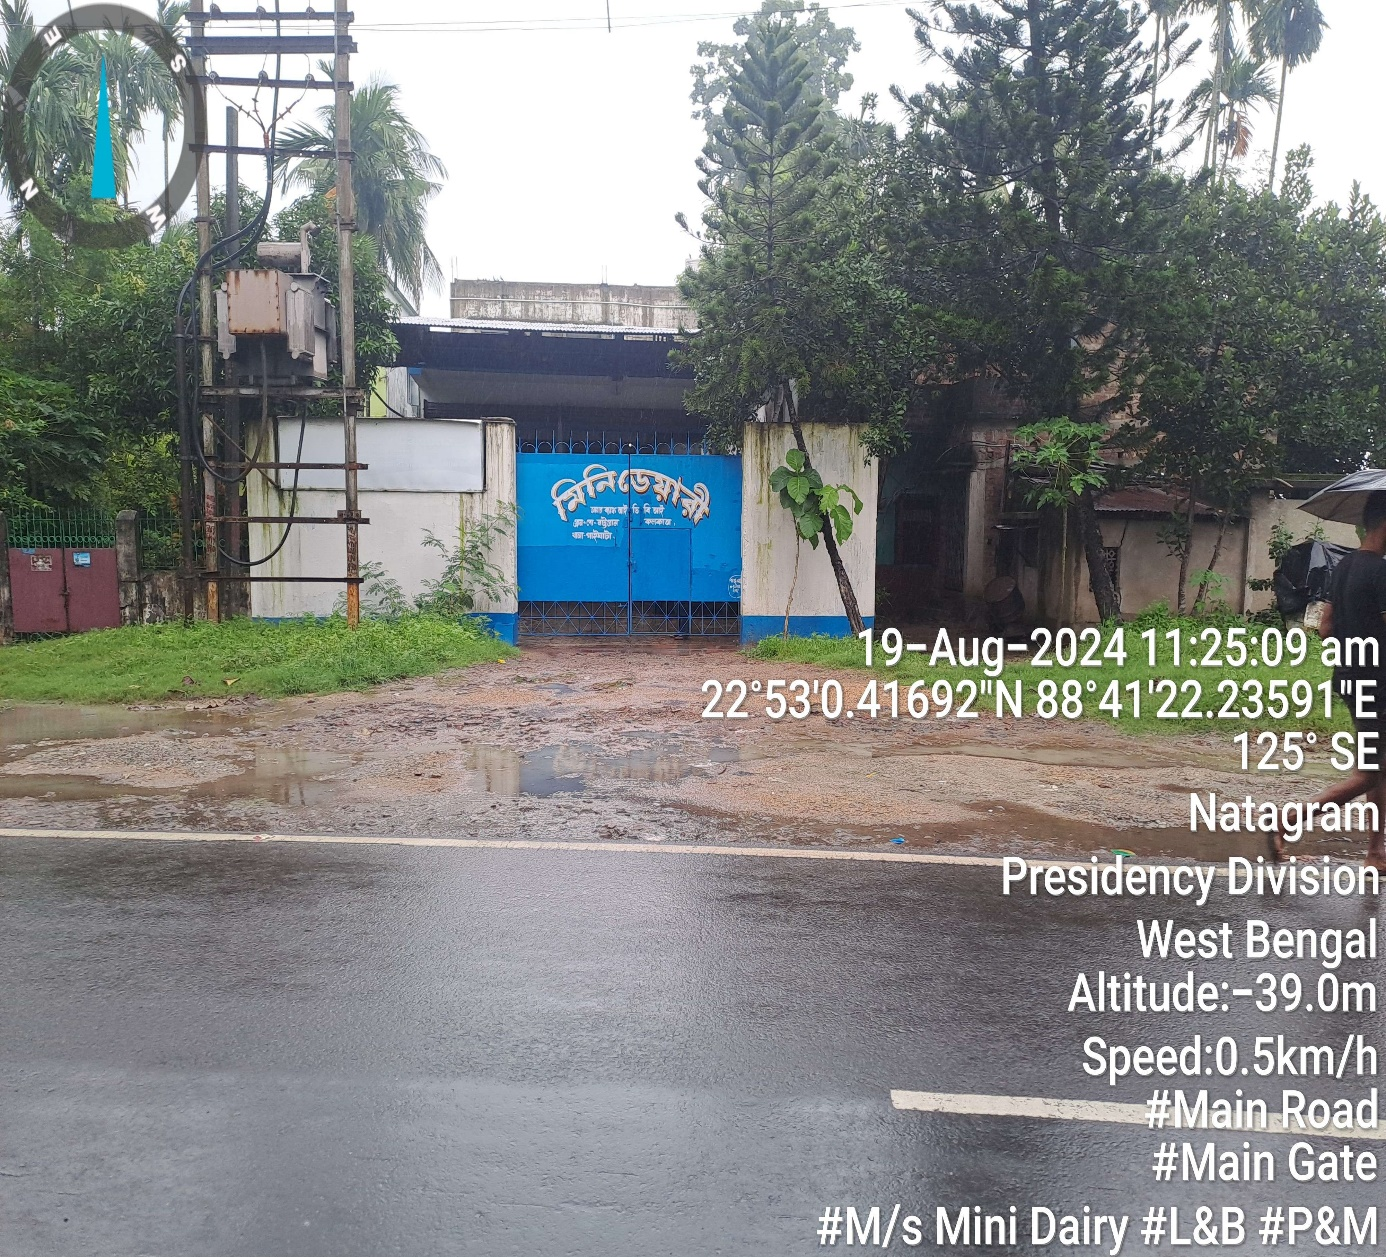 E
S
N
W
মিনিডেয়ারী
থানা-গাইঘাটা
19-Aug-2024 11:25:09 am
22°53'0.41692"N 88°41'22.23591"E
125° SE
Natagram
Presidency Division
West Bengal
Altitude:-39.0m
Speed:0.5km/h
#Main Road
#Main Gate
#M/s Mini Dairy #L&B #P&M